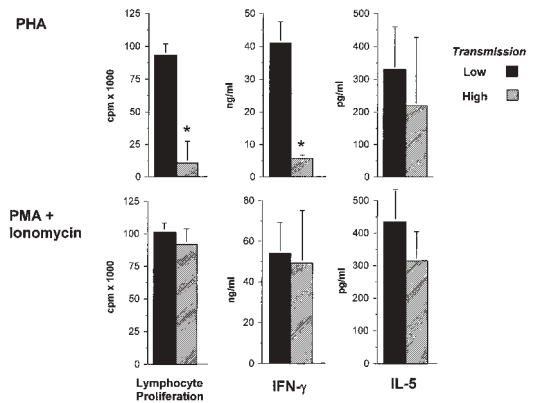 PHA
cpm x 1000
125
100
75
50
25
0
*
ng/ml
50
40
30
20
10
0
*
pg/ml
500
400
300
200
100
0
Transmission
Low
High
PMA +
Ionomycin
cpm x 1000
125
100
75
50
25
0
Lymphocyte
Proliferation
ng/ml
80
60
40
20
0
IFN-γ
pg/ml
500
400
300
200
100
0
IL-5